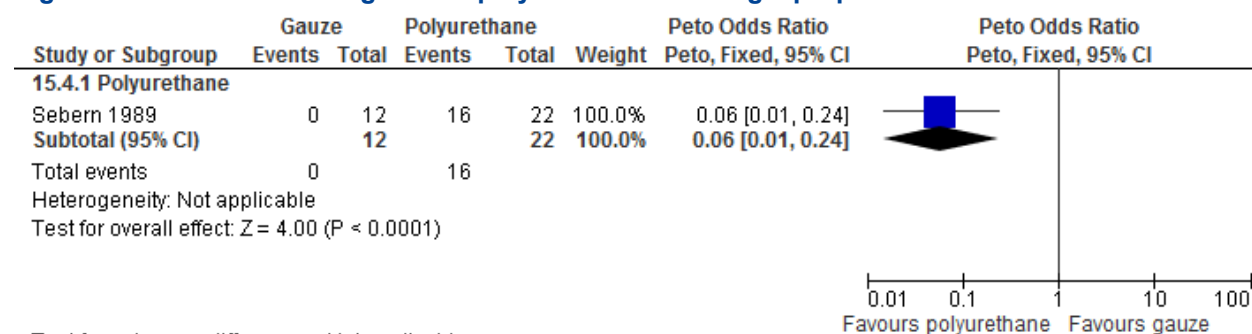 Gauze Polyurethane Peto Odds Ratio Peto Odds Ratio
Study or Subgroup Events Total Events Total Weight Peto, Fixed, 95% CI Peto, Fixed, 95% CI
15.4.1 Polyurethane
Sebern 1989 0 12 16 22 100.0% 0.06 [0.01, 0.24]
Subtotal (95% CI) 12 22 100.0% 0.06 [0.01, 0.24]
Total events 0 16
Heterogeneity: Not applicable
Test for overall effect: Z = 4.00 (P < 0.0001)
0.01 0.1 1 10 100
Favours polyurethane Favours gauze